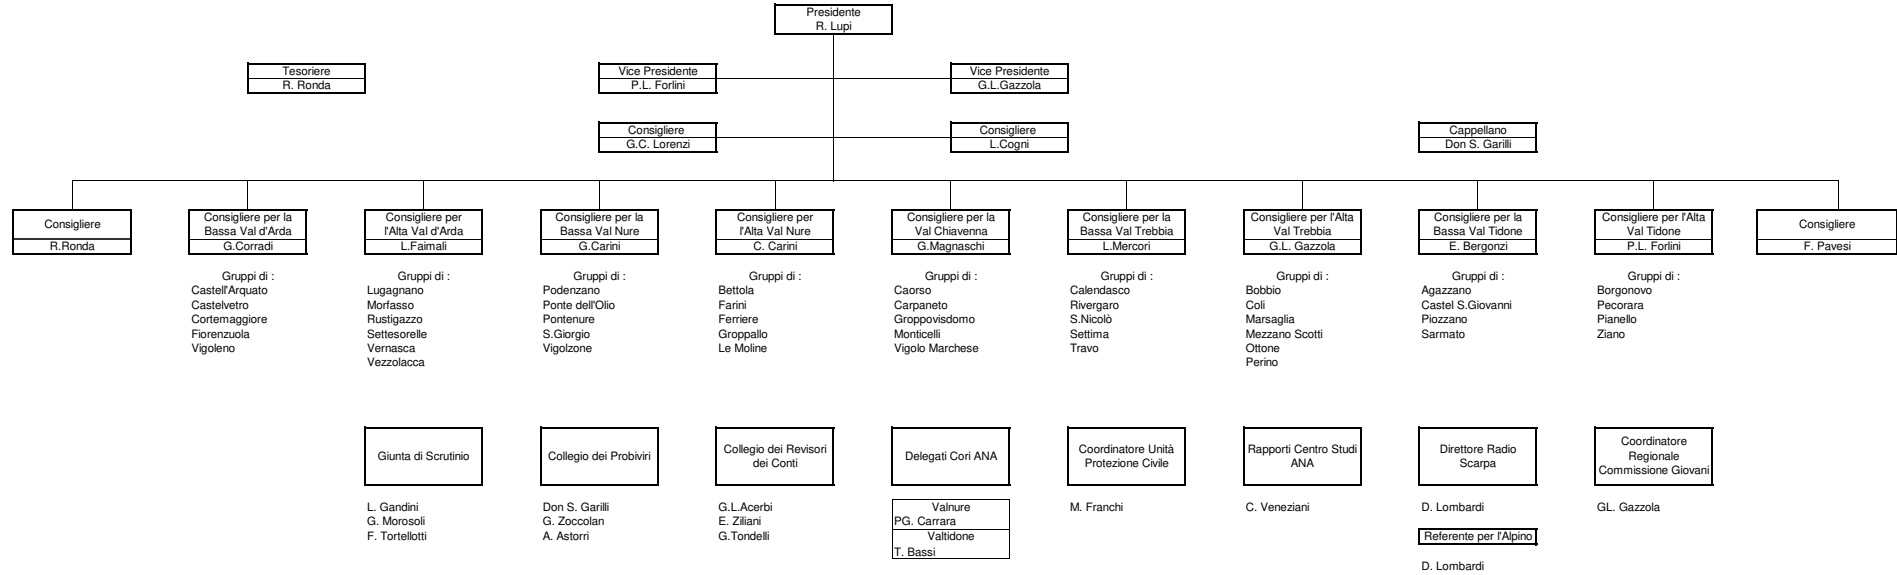 Presidente
R. Lupi
Tesoriere
R. Ronda
Vice Presidente
P.L. Forlini
Vice Presidente
G.L.Gazzola
Consigliere
G.C. Lorenzi
Consigliere
L.Cogni
Cappellano
Don S. Garilli
Consigliere
R.Ronda
Consigliere per la
Bassa Val d'Arda
G.Corradi
Gruppi di :
Castell'Arquato
Castelvetro
Cortemaggiore
Fiorenzuola
Vigoleno
Consigliere per
l'Alta Val d'Arda
L.Faimali
Gruppi di :
Lugagnano
Morfasso
Rustigazzo
Settesorelle
Vernasca
Vezzolacca
Consigliere per la
Bassa Val Nure
G.Carini
Gruppi di :
Podenzano
Ponte dell'Olio
Pontenure
S.Giorgio
Vigolzone
Consigliere per
l'Alta Val Nure
C. Carini
Gruppi di :
Bettola
Farini
Ferriere
Groppallo
Le Moline
Consigliere per la
Val Chiavenna
G.Magnaschi
Gruppi di :
Caorso
Carpaneto
Groppovisdomo
Monticelli
Vigolo Marchese
Consigliere per la
Bassa Val Trebbia
L.Mercori
Gruppi di :
Calendasco
Rivergaro
S.Nicolò
Settima
Travo
Consigliere per l'Alta
Val Trebbia
G.L. Gazzola
Gruppi di :
Bobbio
Coli
Marsaglia
Mezzano Scotti
Ottone
Perino
Consigliere per la
Bassa Val Tidone
E. Bergonzi
Gruppi di :
Agazzano
Castel S.Giovanni
Piozzano
Sarmato
Consigliere per l'Alta
Val Tidone
P.L. Forlini
Gruppi di :
Borgonovo
Pecorara
Pianello
Ziano
Consigliere
F. Pavesi
Giunta di Scrutinio
L. Gandini
G. Morosoli
F. Tortellotti
Collegio dei Probiviri
Don S. Garilli
G. Zoccolan
A. Astorri
Collegio dei Revisori
dei Conti
G.L.Acerbi
E. Ziliani
G.Tondelli
Delegati Cori ANA
Valnure
PG. Carrara
Valtidone
T. Bassi
Coordinatore Unità
Protezione Civile
M. Franchi
Rapporti Centro Studi
ANA
C. Veneziani
Direttore Radio
Scarpa
D. Lombardi
Referente per l'Alpino
D. Lombardi
Coordinatore
Regionale
Commissione Giovani
GL. Gazzola